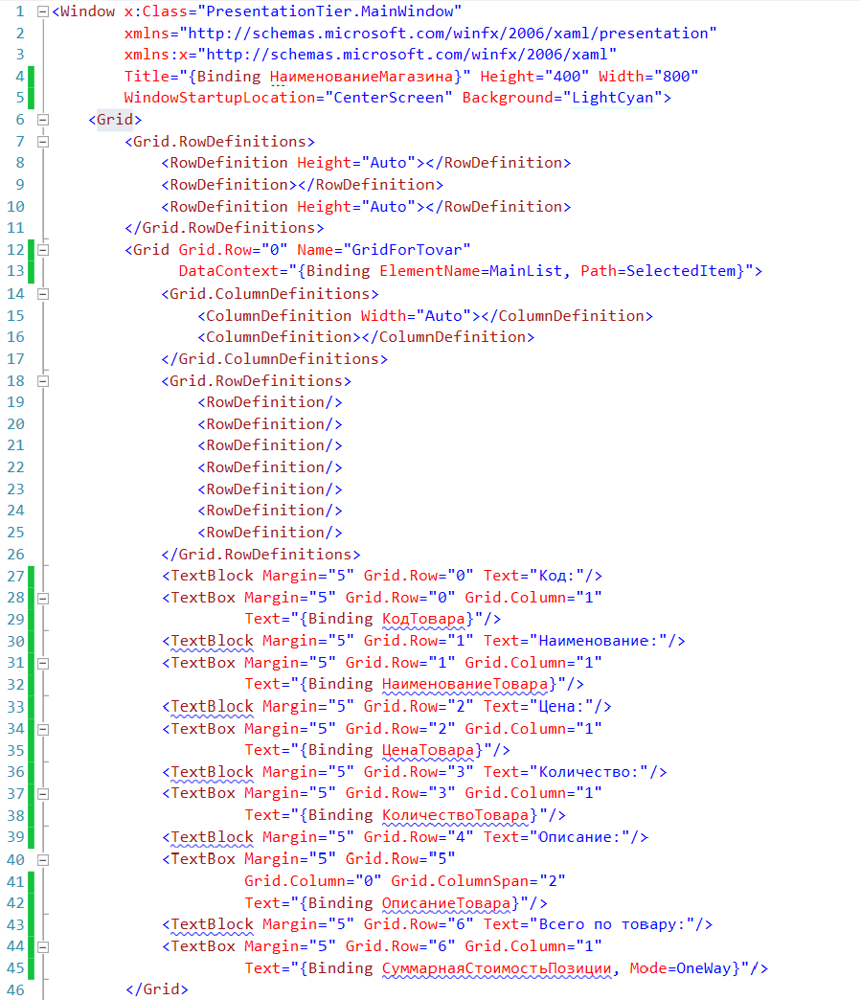 1 <Window x:Class="PresentationTier.MainWindow"
2 xmlns="http://schemas.microsoft.com/winfx/2006/xaml/presentation"
3 xmlns:x="http://schemas.microsoft.com/winfx/2006/xaml"
4 Title="{Binding НаименованиеМагазина}" Height="400" Width="800"
5 WindowStartupLocation="CenterScreen" Background="LightCyan">
6 <Grid>
7 <Grid.RowDefinitions>
8 <RowDefinition Height="Auto"></RowDefinition>
9 <RowDefinition></RowDefinition>
10 <RowDefinition Height="Auto"></RowDefinition>
11 </Grid.RowDefinitions>
12 <Grid Grid.Row="0" Name="GridForTovar"
13 DataContext="{Binding ElementName=MainList, Path=SelectedItem}">
14 <Grid.ColumnDefinitions>
15 <ColumnDefinition Width="Auto"></ColumnDefinition>
16 <ColumnDefinition></ColumnDefinition>
17 </Grid.ColumnDefinitions>
18 <Grid.RowDefinitions>
19 <RowDefinition/>
20 <RowDefinition/>
21 <RowDefinition/>
22 <RowDefinition/>
23 <RowDefinition/>
24 <RowDefinition/>
25 <RowDefinition/>
26 </Grid.RowDefinitions>
27 <TextBlock Margin="5" Grid.Row="0" Text="Код:"/>
28 <TextBox Margin="5" Grid.Row="0" Grid.Column="1"
29 Text="{Binding КодТовара}"/>
30 <TextBlock Margin="5" Grid.Row="1" Text="Наименование:"/>
31 <TextBox Margin="5" Grid.Row="1" Grid.Column="1"
32 Text="{Binding НаименованиеТовара}"/>
33 <TextBlock Margin="5" Grid.Row="2" Text="Цена:"/>
34 <TextBox Margin="5" Grid.Row="2" Grid.Column="1"
35 Text="{Binding ЦенаТовара}"/>
36 <TextBlock Margin="5" Grid.Row="3" Text="Количество:"/>
37 <TextBox Margin="5" Grid.Row="3" Grid.Column="1"
38 Text="{Binding КоличествоТовара}"/>
39 <TextBlock Margin="5" Grid.Row="4" Text="Описание:"/>
40 <TextBox Margin="5" Grid.Row="5"
41 Grid.Column="0" Grid.ColumnSpan="2"
42 Text="{Binding ОписаниеТовара}"/>
43 <TextBlock Margin="5" Grid.Row="6" Text="Всего по товару:"/>
44 <TextBox Margin="5" Grid.Row="6" Grid.Column="1"
45 Text="{Binding СуммарнаяСтоимостьПозиции, Mode=OneWay}"/>
46 </Grid>